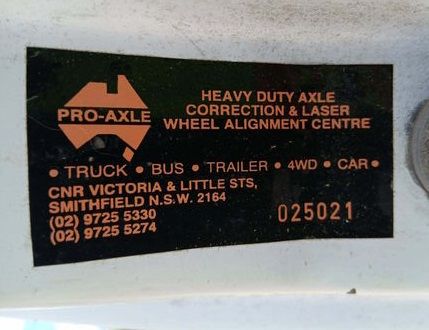 PRO-AXLE
HEAVY DUTY AXLE
CORRECTION & LASER
WHEEL ALIGNMENT CENTRE
• TRUCK • BUS • TRAILER • 4WD • CAR •
CNR VICTORIA & LITTLE STS,
SMITHFIELD N.S.W. 2164
(02) 9725 5330
(02) 9725 5274
025021